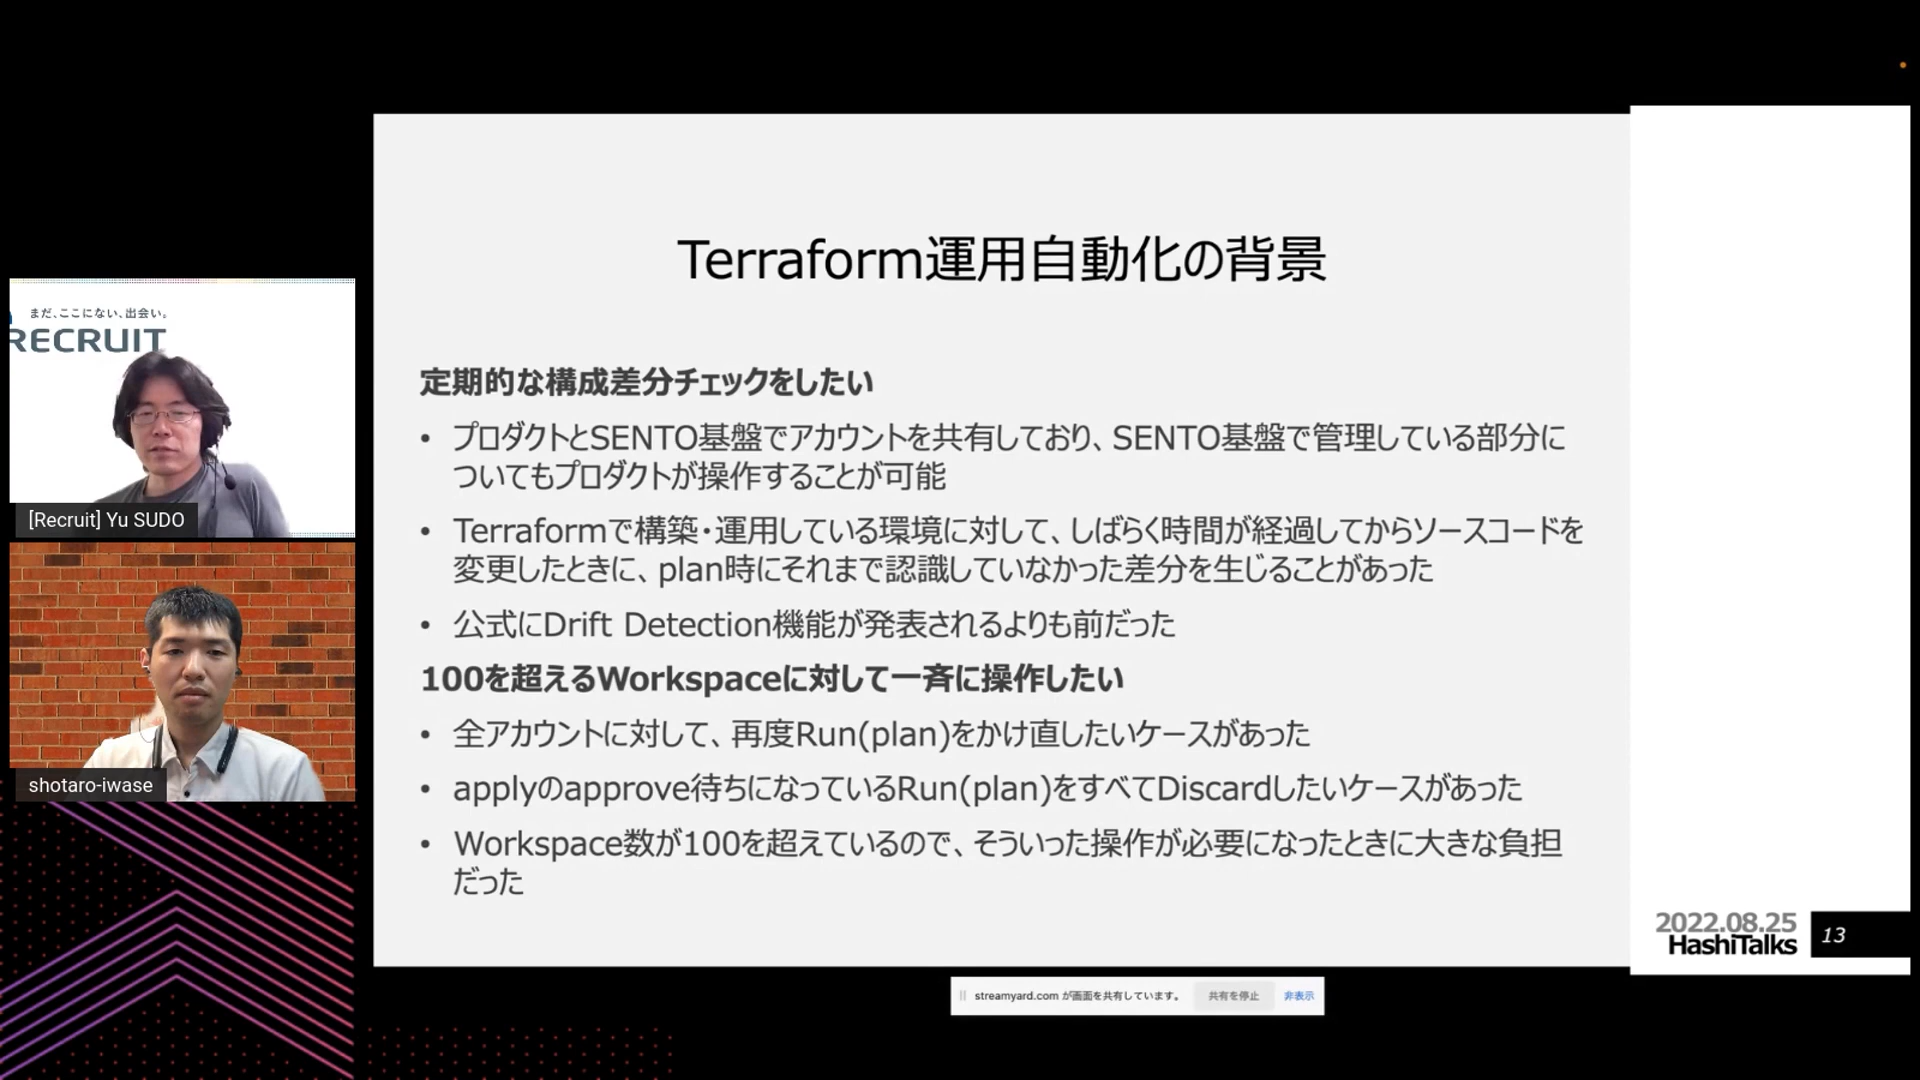 まだ、ここにない、出会い。
RECRUIT
[Recruit] Yu SUDO
shotaro-iwase
Terraform運用自動化の背景
定期的な構成差分チェックをしたい
• プロダクトとSENTO基盤でアカウントを共有しており、SENTO基盤で管理している部分に
ついてもプロダクトが操作することが可能
• Terraformで構築・運用している環境に対して、しばらく時間が経過してからソースコードを
変更したときに、plan時にそれまで認識していなかった差分を生じることがあった
• 公式にDrift Detection機能が発表されるよりも前だった
100を超えるWorkspaceに対して一斉に操作したい
• 全アカウントに対して、再度Run(plan)をかけ直したいケースがあった
• applyのapprove待ちになっているRun(plan)をすべてDiscardしたいケースがあった
• Workspace数が100を超えているので、そういった操作が必要になったときに大きな負担
だった
2022.08.25
HashiTalks
13
streamyard.com が画面を共有しています。
共有を停止
非表示